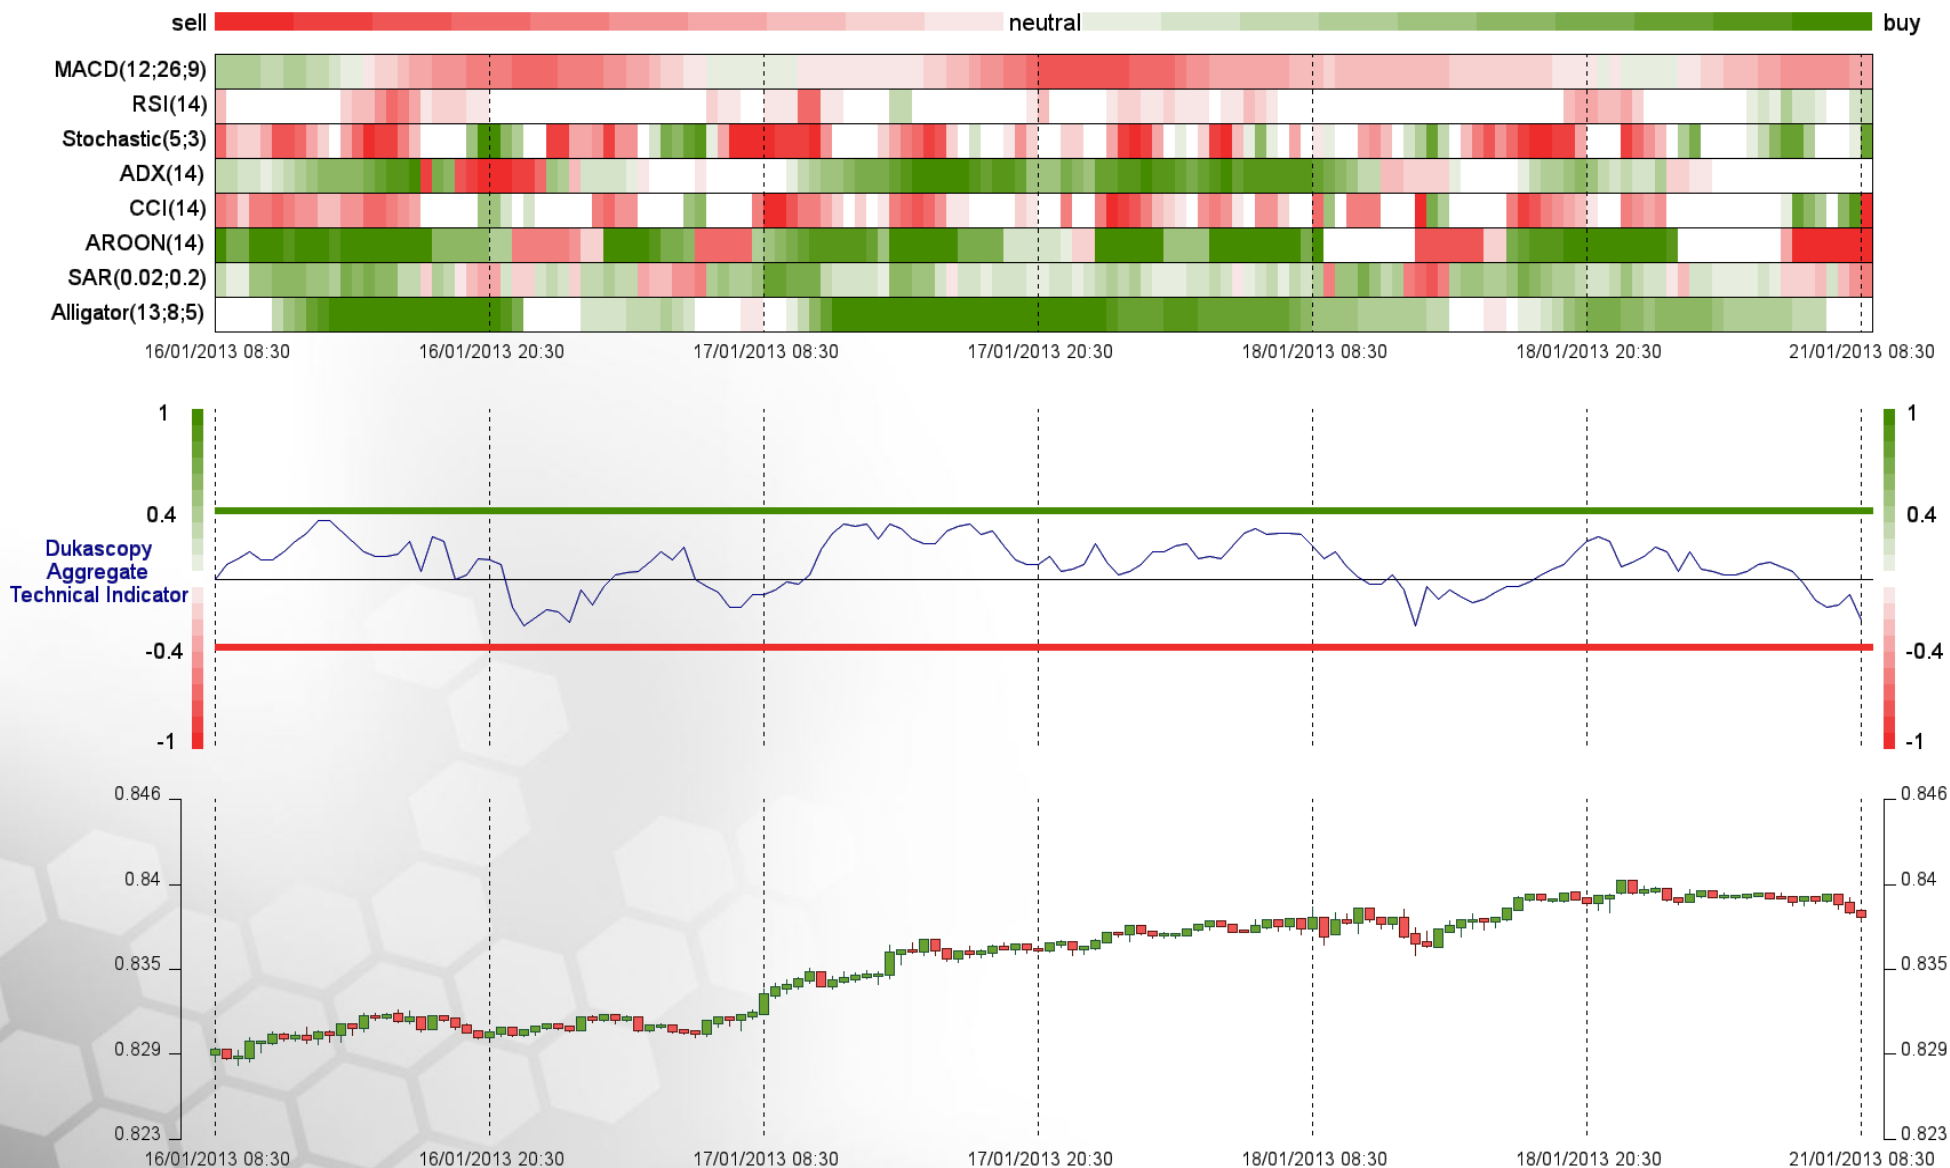 sell neutral buy
MACD(12;26;9)
RSI(14)
Stochastic(5;3)
ADX(14)
CCI(14)
AROON(14)
SAR(0.02;0.2)
Alligator(13;8;5)
16/01/2013 08:30 16/01/2013 20:30 17/01/2013 08:30 17/01/2013 20:30 18/01/2013 08:30 18/01/2013 20:30 21/01/2013 08:30
1 1
0.4 0.4
Dukascopy
Aggregate
Technical Indicator
-0.4 -0.4
-1 -1
0.846 0.846
0.84 0.84
0.835 0.835
0.829 0.829
0.823 0.823
16/01/2013 08:30 16/01/2013 20:30 17/01/2013 08:30 17/01/2013 20:30 18/01/2013 08:30 18/01/2013 20:30 21/01/2013 08:30